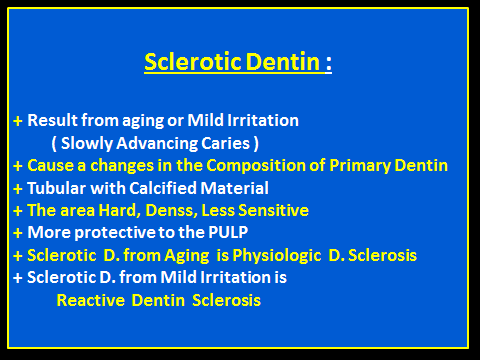 Sclerotic Dentin :
+ Result from aging or Mild Irritation
( Slowly Advancing Caries )
+ Cause a changes in the Composition of Primary Dentin
+ Tubular with Calcified Material
+ The area Hard, Denss, Less Sensitive
+ More protective to the PULP
+ Sclerotic D. from Aging is Physiologic D. Sclerosis
+ Sclerotic D. from Mild Irritation is
Reactive Dentin Sclerosis